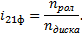 i₂₁ф = nрол / nдиска.